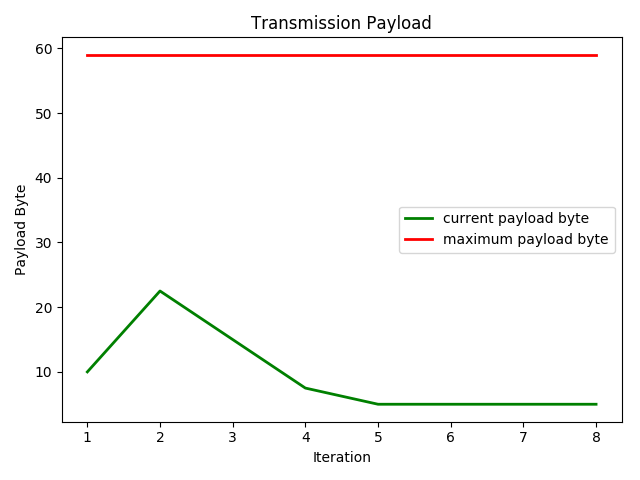 Transmission Payload
60
50
40
30
20
10
Payload Byte
current payload byte
maximum payload byte
1 2 3 4 5 6 7 8
Iteration